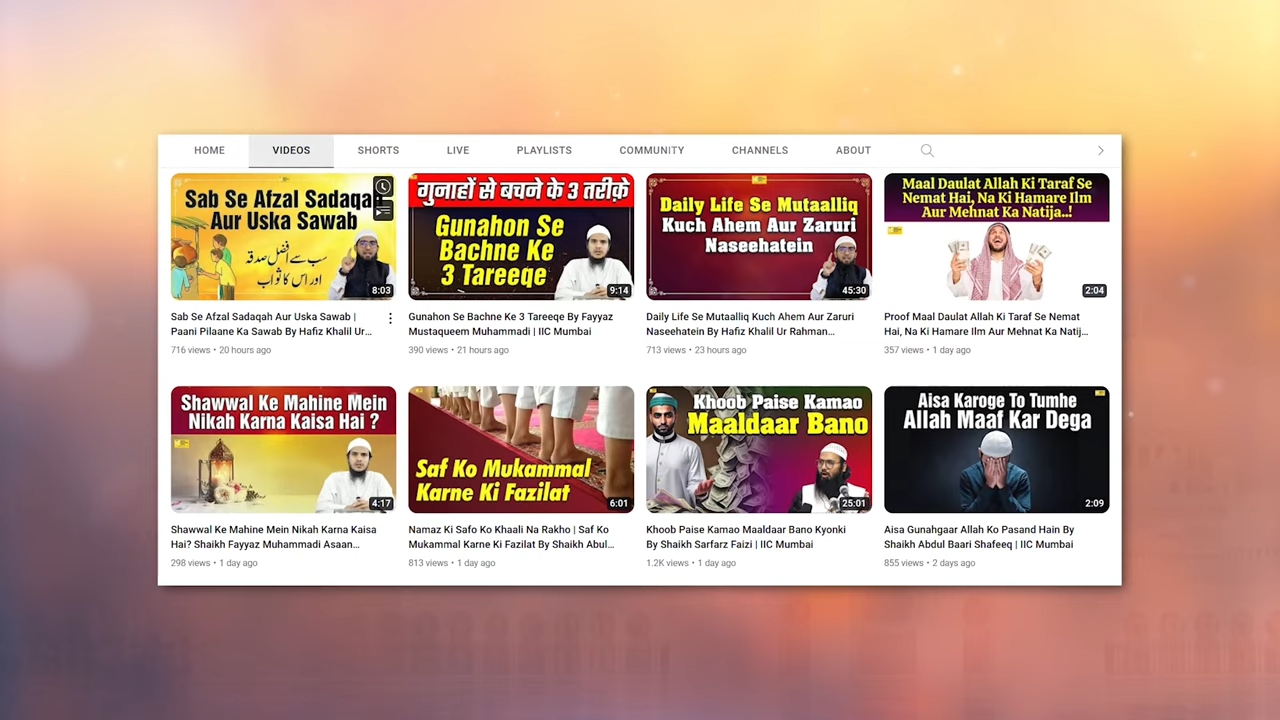 HOME VIDEOS SHORTS LIVE PLAYLISTS COMMUNITY CHANNELS ABOUT
Sab Se Afzal Sadaqah
Aur Uska Sawab
سب سے افضل صدقہ
اور اس کا ثواب
8:03
Sab Se Afzal Sadaqah Aur Uska Sawab |
Paani Pilaane Ka Sawab By Hafiz Khalil Ur...
716 views • 20 hours ago
गुनाहों से बचने के 3 तरीक़े
Gunahon Se
Bachne Ke
3 Tareeqe
9:14
Gunahon Se Bachne Ke 3 Tareeqe By Fayyaz
Mustaqueem Muhammadi | IIC Mumbai
390 views • 21 hours ago
Daily Life Se Mutaalliq
Kuch Ahem Aur Zaruri
Naseehatein
45:30
Daily Life Se Mutaalliq Kuch Ahem Aur Zaruri
Naseehatein By Hafiz Khalil Ur Rahman...
713 views • 23 hours ago
Maal Daulat Allah Ki Taraf Se
Nemat Hai, Na Ki Hamare Ilm
Aur Mehnat Ka Natija..!
2:04
Proof Maal Daulat Allah Ki Taraf Se Nemat
Hai, Na Ki Hamare Ilm Aur Mehnat Ka Natij...
357 views • 1 day ago
Shawwal Ke Mahine Mein
Nikah Karna Kaisa Hai ?
4:17
Shawwal Ke Mahine Mein Nikah Karna Kaisa
Hai? Shaikh Fayyaz Muhammadi Asaan...
298 views • 1 day ago
Saf Ko Mukammal
Karne Ki Fazilat
6:01
Namaz Ki Safo Ko Khaali Na Rakho | Saf Ko
Mukammal Karne Ki Fazilat By Shaikh Abul...
813 views • 1 day ago
Khoob Paise Kamao
Maaldaar Bano
25:01
Khoob Paise Kamao Maaldaar Bano Kyonki
By Shaikh Sarfarz Faizi | IIC Mumbai
1.2K views • 1 day ago
Aisa Karoge To Tumhe
Allah Maaf Kar Dega
2:09
Aisa Gunahgaar Allah Ko Pasand Hain By
Shaikh Abdul Baari Shafeeq | IIC Mumbai
855 views • 2 days ago